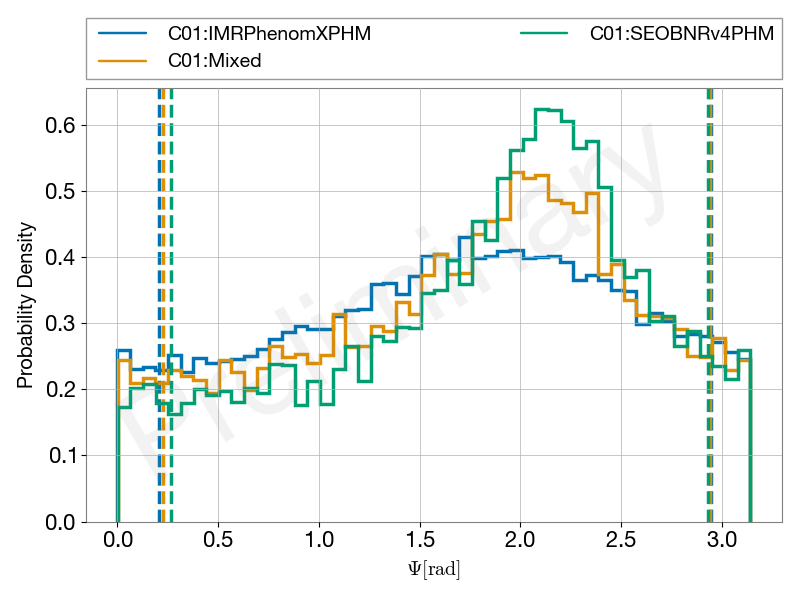 C01:IMRPhenomXPHM
C01:Mixed
C01:SEOBNRv4PHM
Preliminary
Probability Density
0.6
0.5
0.4
0.3
0.2
0.1
0.0
0.0 0.5 1.0 1.5 2.0 2.5 3.0
Ψ[rad]